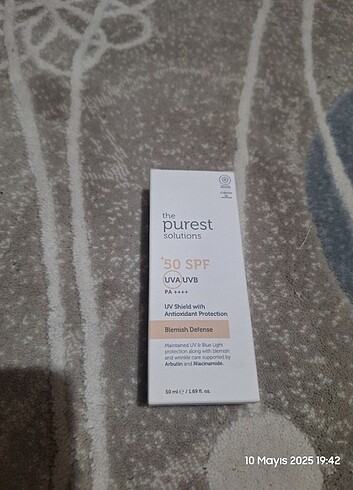 the
purest
solutions
+50 SPF
UVA UVB
PA ++++
UV Shield with
Antioxidant Protection
Blemish Defense
Maintained UV & Blue Light
protection along with blemish
and wrinkle care supported by
Arbutin and Niacinamide.
50 ml ℮ / 1.69 fl. oz.
10 Mayıs 2025 19:42